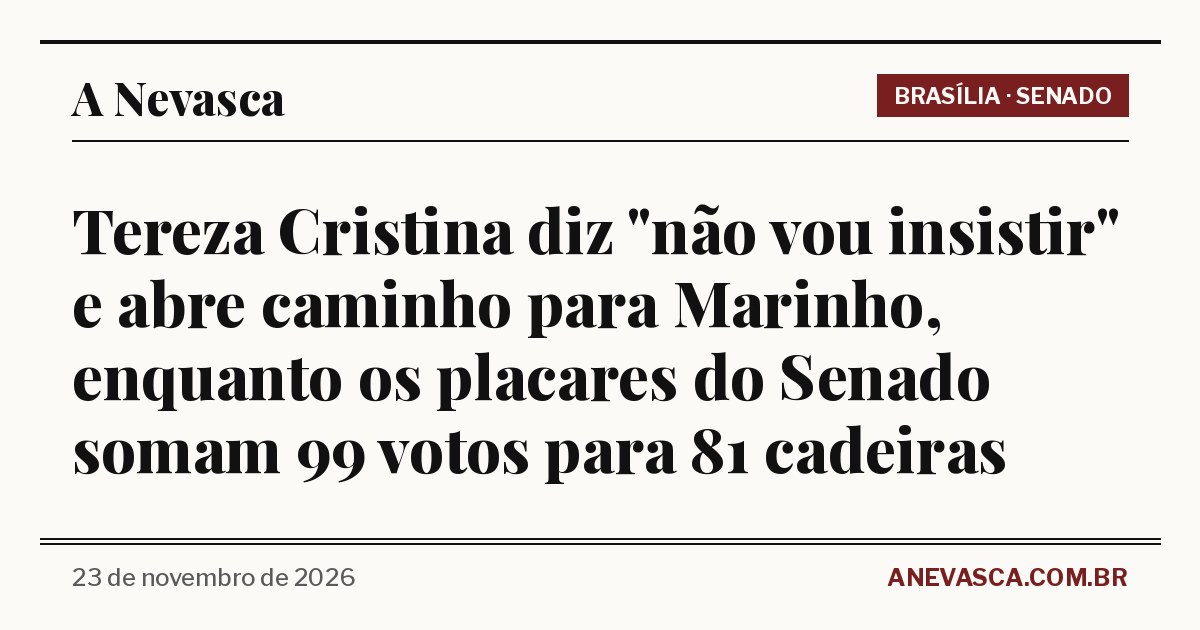 A Nevasca
BRASÍLIA · SENADO
Tereza Cristina diz "não vou insistir"
e abre caminho para Marinho,
enquanto os placares do Senado
somam 99 votos para 81 cadeiras
23 de novembro de 2026
ANEVASCA.COM.BR